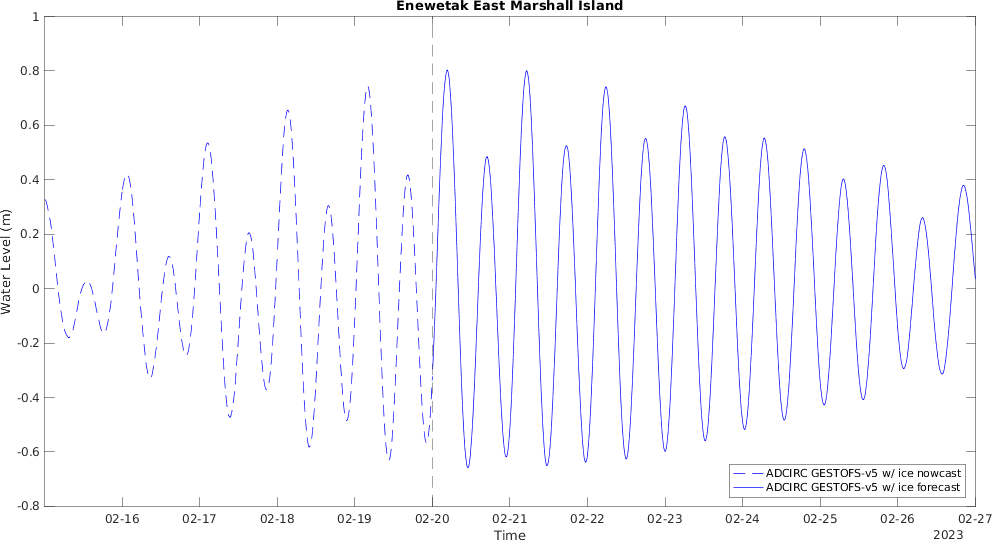 Enewetak East Marshall Island
1
0.8
0.6
0.4
0.2
0
-0.2
-0.4
-0.6
-0.8
Water Level (m)
ADCIRC GESTOFS-v5 w/ ice nowcast
ADCIRC GESTOFS-v5 w/ ice forecast
02-16 02-17 02-18 02-19 02-20 02-21 02-22 02-23 02-24 02-25 02-26 02-27
Time
2023